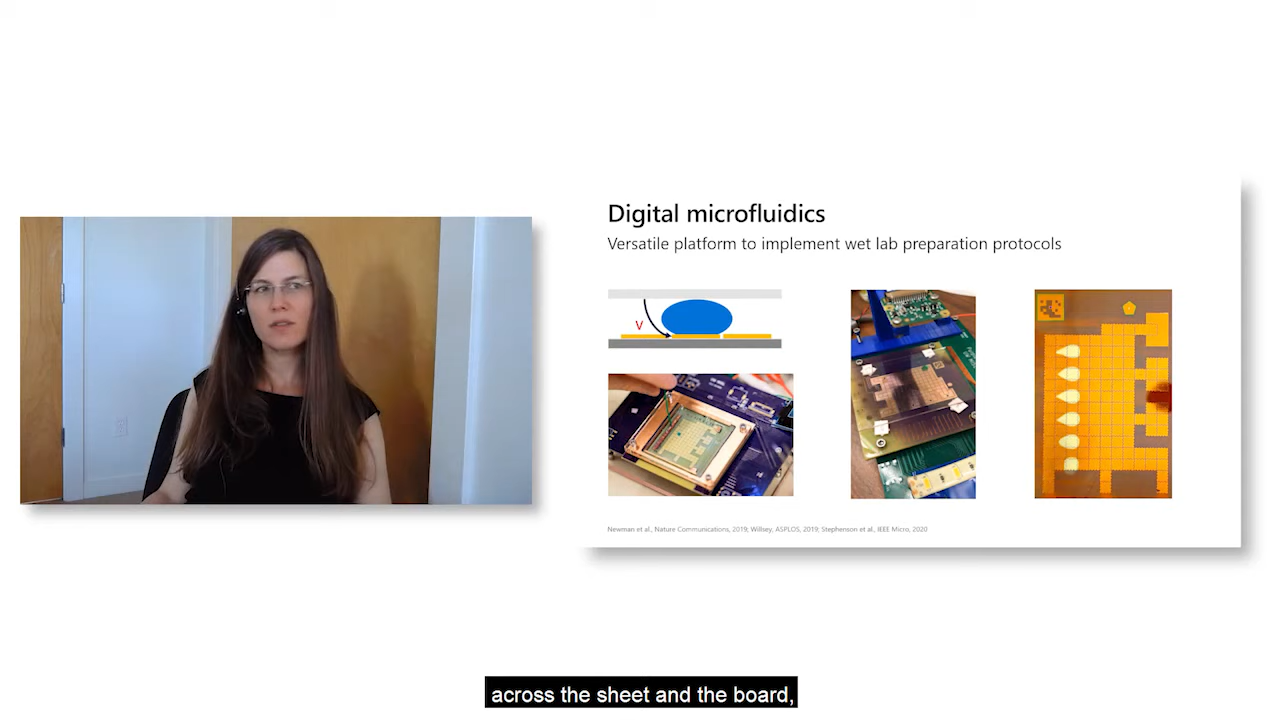 Digital microfluidics
Versatile platform to implement wet lab preparation protocols
V
Newman et al., Nature Communications, 2019; Willsey, ASPLOS, 2019; Stephenson et al., IEEE Micro, 2020
across the sheet and the board,